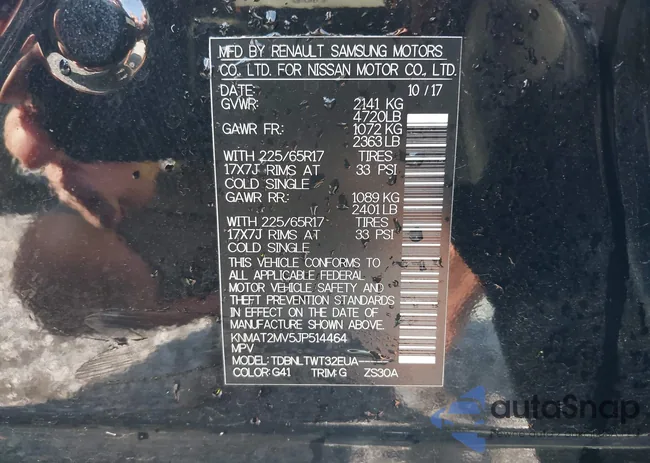 MFD BY RENAULT SAMSUNG MOTORS
CO., LTD. FOR NISSAN MOTOR CO., LTD.
DATE: 10 / 17
GVWR: 2141 KG
4720LB
GAWR FR: 1072 KG
2363 LB
WITH 225/65R17 TIRES
17X7J RIMS AT 33 PSI
COLD SINGLE
GAWR RR: 1089 KG
2401 LB
WITH 225/65R17 TIRES
17X7J RIMS AT 33 PSI
COLD SINGLE
THIS VEHICLE CONFORMS TO
ALL APPLICABLE FEDERAL
MOTOR VEHICLE SAFETY AND
THEFT PREVENTION STANDARDS
IN EFFECT ON THE DATE OF
MANUFACTURE SHOWN ABOVE.
KNMAT2MV5JP514464
MPV
MODEL: TDBNLTWT32EUA
COLOR: G41 TRIM: G ZS30A
autoSnap